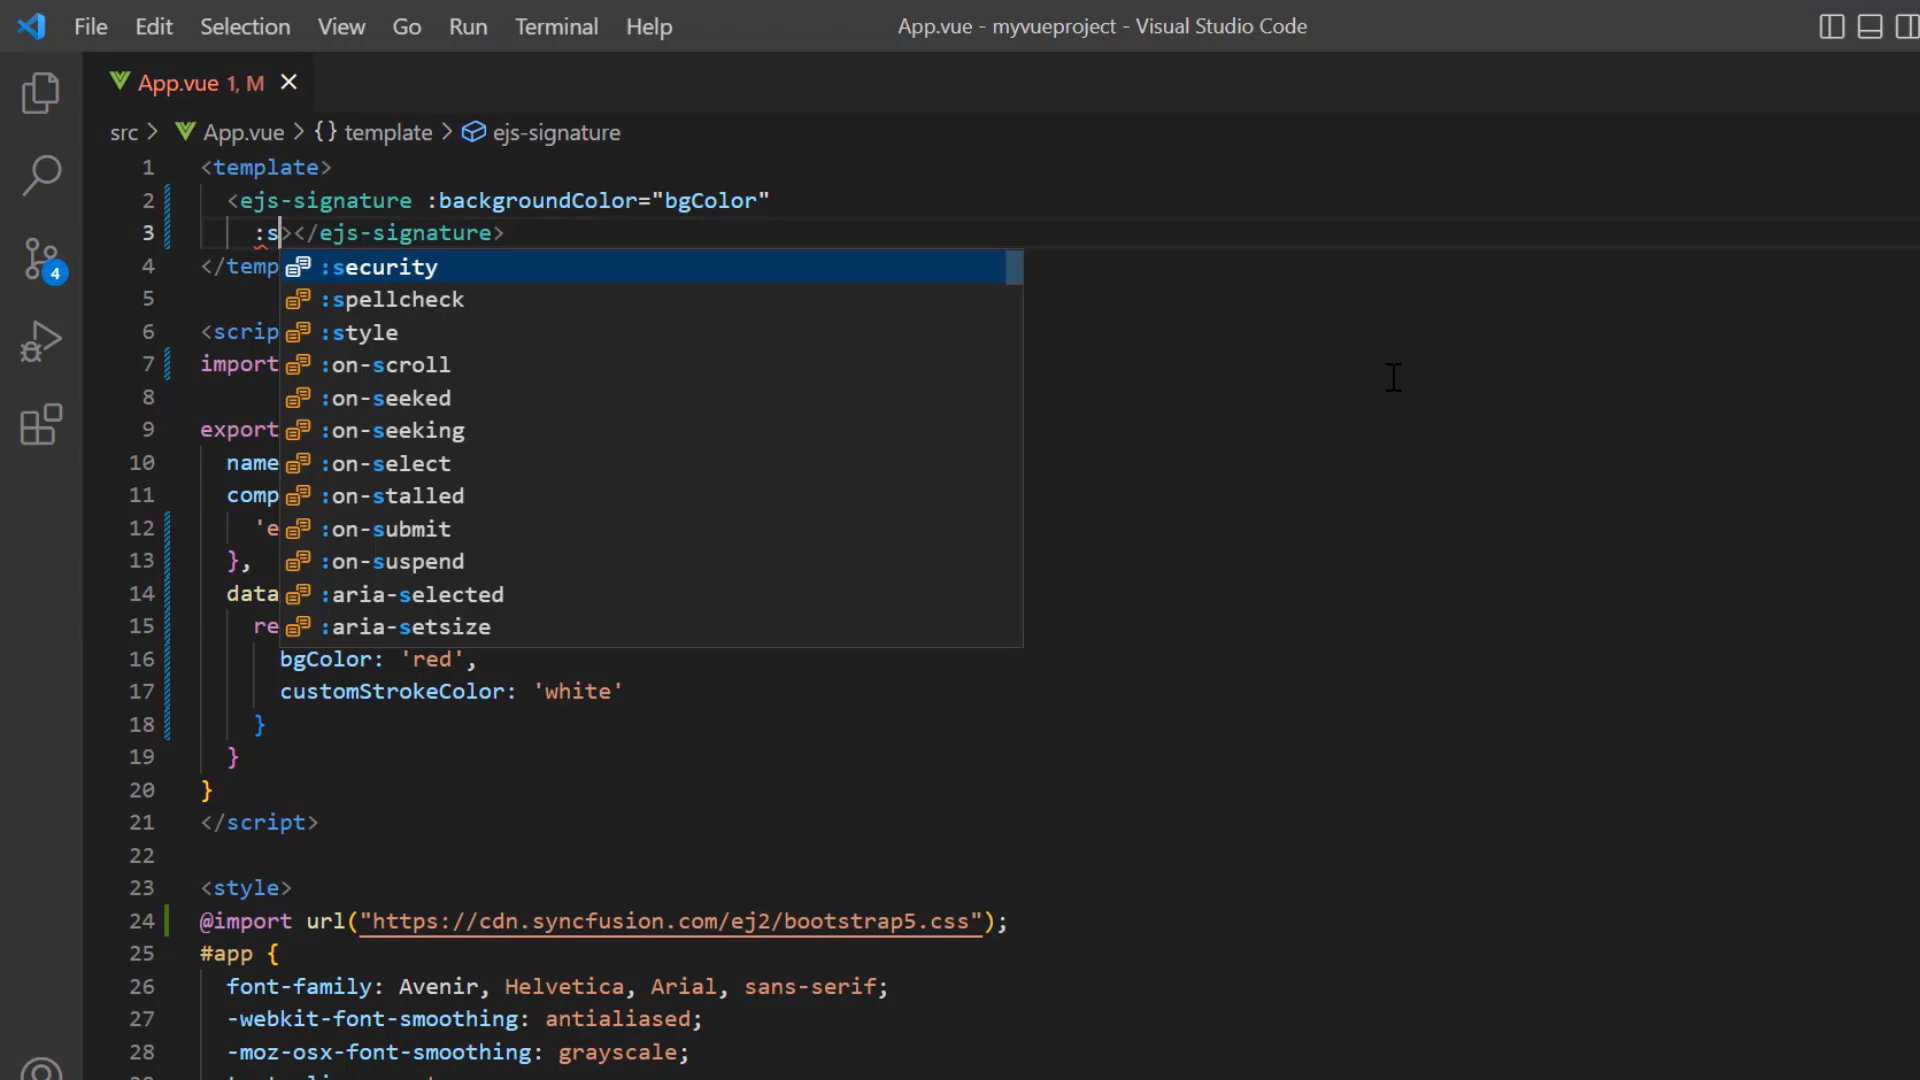 File Edit Selection View Go Run Terminal Help App.vue - myvueproject - Visual Studio Code
App.vue 1, M
src > App.vue > {} template > ejs-signature
1 <template>
2 <ejs-signature :backgroundColor="bgColor"
3 :s></ejs-signature>
4 </temp
:security
5
:spellcheck
6 <scrip
:style
7 import
:on-scroll
4
8
:on-seeked
9 export
:on-seeking
10 name
:on-select
11 comp
:on-stalled
12 'e
:on-submit
13 },
:on-suspend
14 data
:aria-selected
15 re
:aria-setsize
16 bgColor: 'red',
17 customStrokeColor: 'white'
18 }
19 }
20 }
21 </script>
22
23 <style>
24 @import url("https://cdn.syncfusion.com/ej2/bootstrap5.css");
25 #app {
26 font-family: Avenir, Helvetica, Arial, sans-serif;
27 -webkit-font-smoothing: antialiased;
28 -moz-osx-font-smoothing: grayscale;